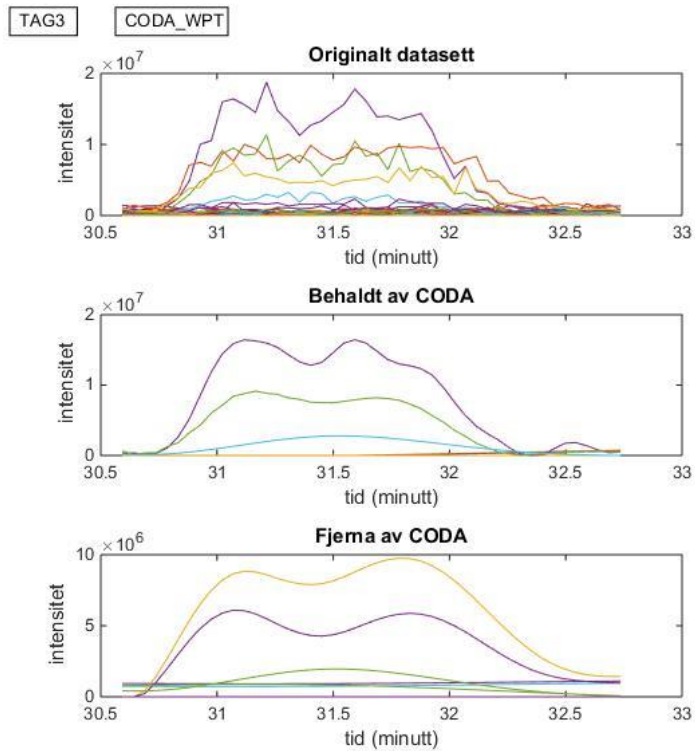 TAG3 CODA_WPT
Originalt datasett
×10^7
2
1
0
intensitet
30.5 31 31.5 32 32.5 33
tid (minutt)
Behaldt av CODA
×10^7
2
1
0
intensitet
30.5 31 31.5 32 32.5 33
tid (minutt)
Fjerna av CODA
×10^6
10
5
0
intensitet
30.5 31 31.5 32 32.5 33
tid (minutt)